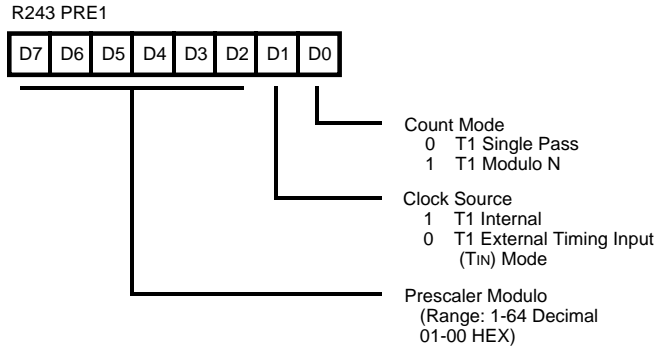 R243 PRE1
D7 D6 D5 D4 D3 D2 D1 D0
Count Mode
0 T1 Single Pass
1 T1 Modulo N
Clock Source
1 T1 Internal
0 T1 External Timing Input
(TIN) Mode
Prescaler Modulo
(Range: 1-64 Decimal
01-00 HEX)